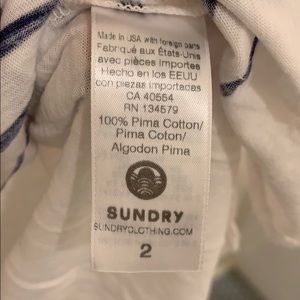 Made in USA with foreign parts
Fabriqué aux États-Unis
avec pièces importes
Hecho en los EEUU
con piezas importadas
CA 40554
RN 134579
100% Pima Cotton/
Pima Coton/
Algodon Pima
SUNDRY
SUNDRYCLOTHING.COM
2